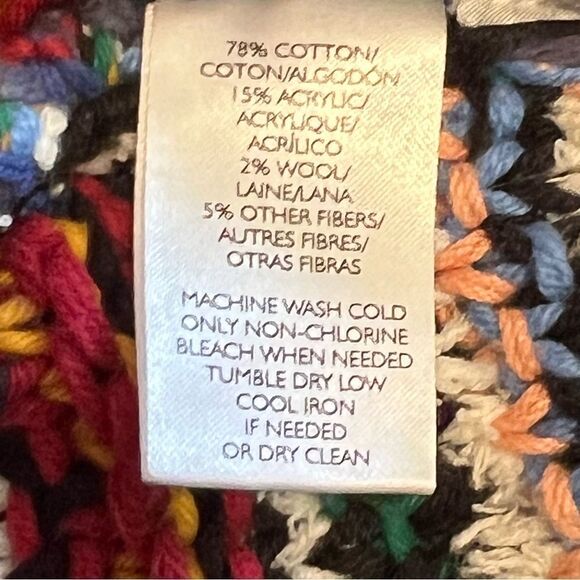 78% COTTON/
COTON/ALGODÓN
15% ACRYLIC/
ACRYLIQUE/
ACRÍLICO
2% WOOL/
LAINE/LANA
5% OTHER FIBERS/
AUTRES FIBRES/
OTRAS FIBRAS
MACHINE WASH COLD
ONLY NON-CHLORINE
BLEACH WHEN NEEDED
TUMBLE DRY LOW
COOL IRON
IF NEEDED
OR DRY CLEAN